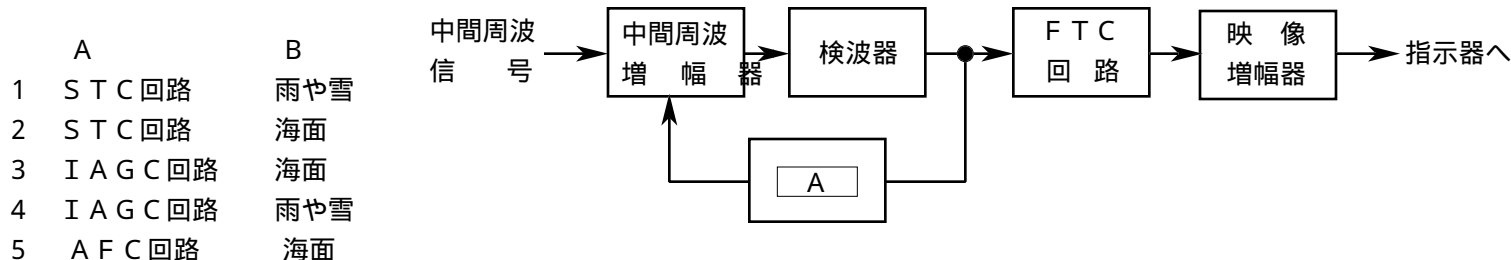 A B
1 ＳＴＣ回路 雨や雪
2 ＳＴＣ回路 海面
3 ＩＡＧＣ回路 海面
4 ＩＡＧＣ回路 雨や雪
5 ＡＦＣ回路 海面
中間周波
信 号
中間周波
増 幅 器
検波器
ＦＴＣ
回 路
映 像
増幅器
指示器へ
A